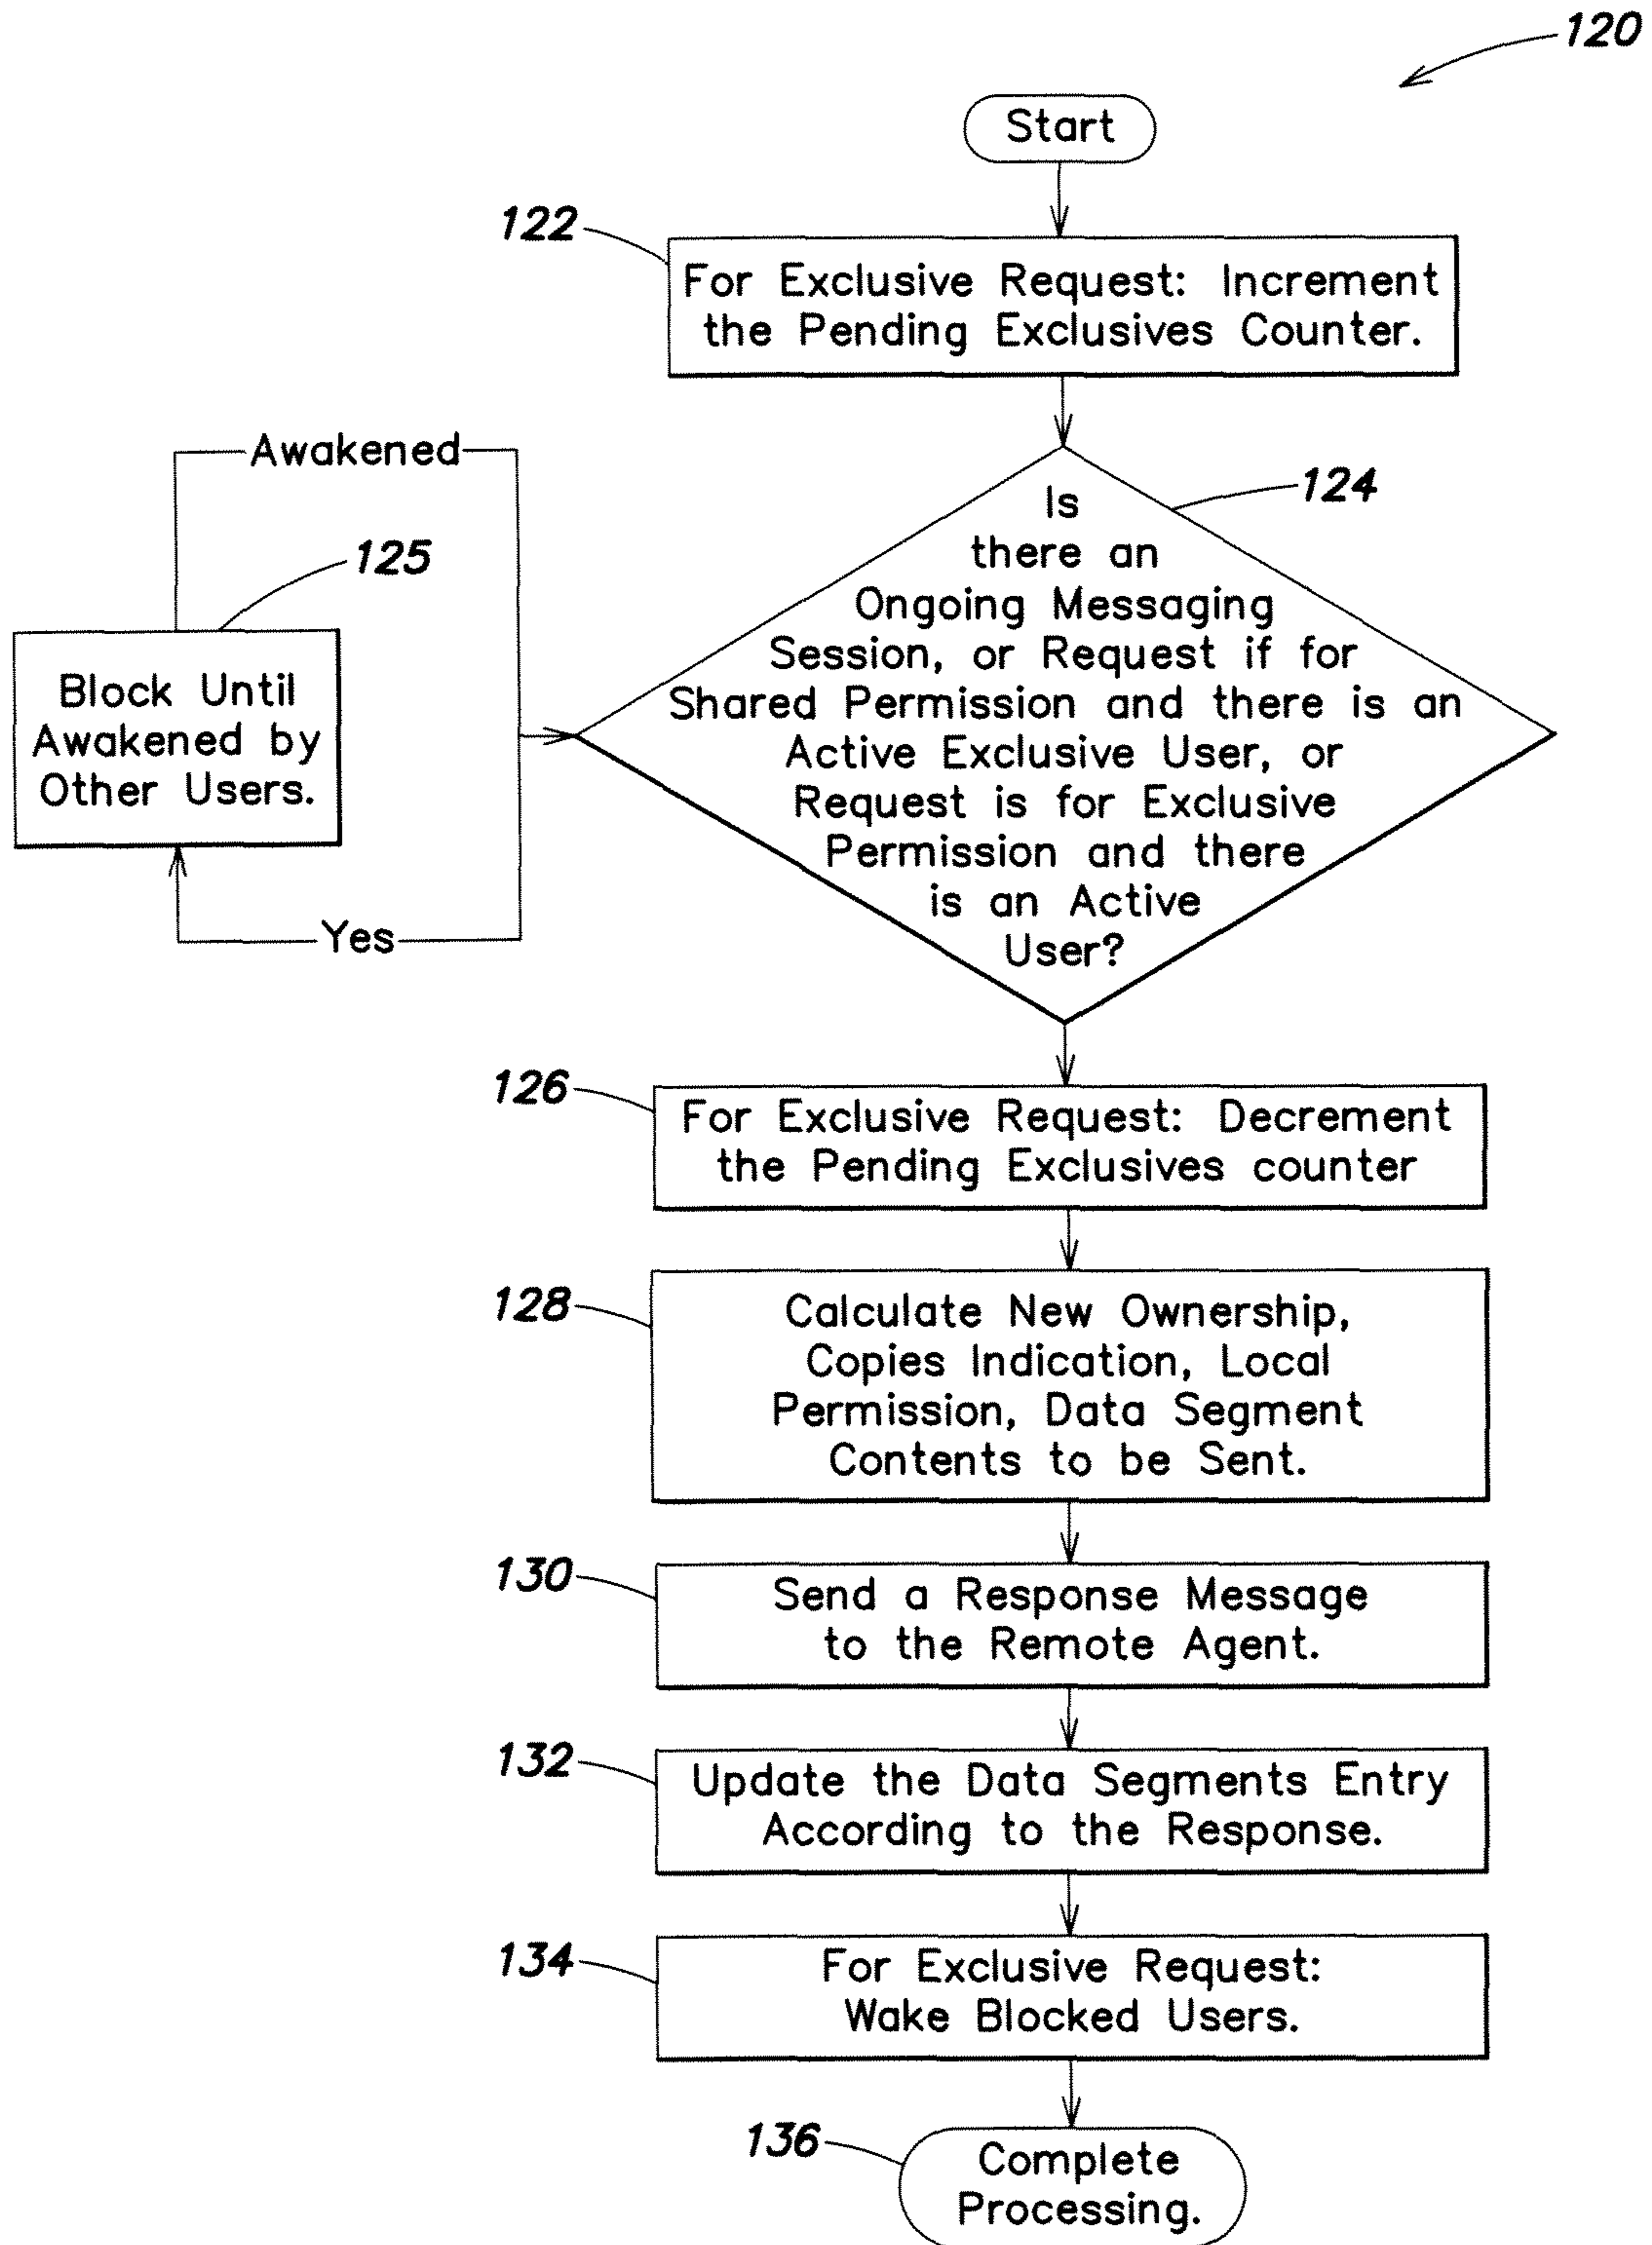 120
Start
122
For Exclusive Request: Increment
the Pending Exclusives Counter.
Awakened
124
Is
there an
Ongoing Messaging
Session, or Request if for
Shared Permission and there is an
Active Exclusive User, or
Request is for Exclusive
Permission and there
is an Active
User?
125
Block Until
Awakened by
Other Users.
Yes
126
For Exclusive Request: Decrement
the Pending Exclusives counter
128
Calculate New Ownership,
Copies Indication, Local
Permission, Data Segment
Contents to be Sent.
130
Send a Response Message
to the Remote Agent.
132
Update the Data Segments Entry
According to the Response.
134
For Exclusive Request:
Wake Blocked Users.
136
Complete
Processing.